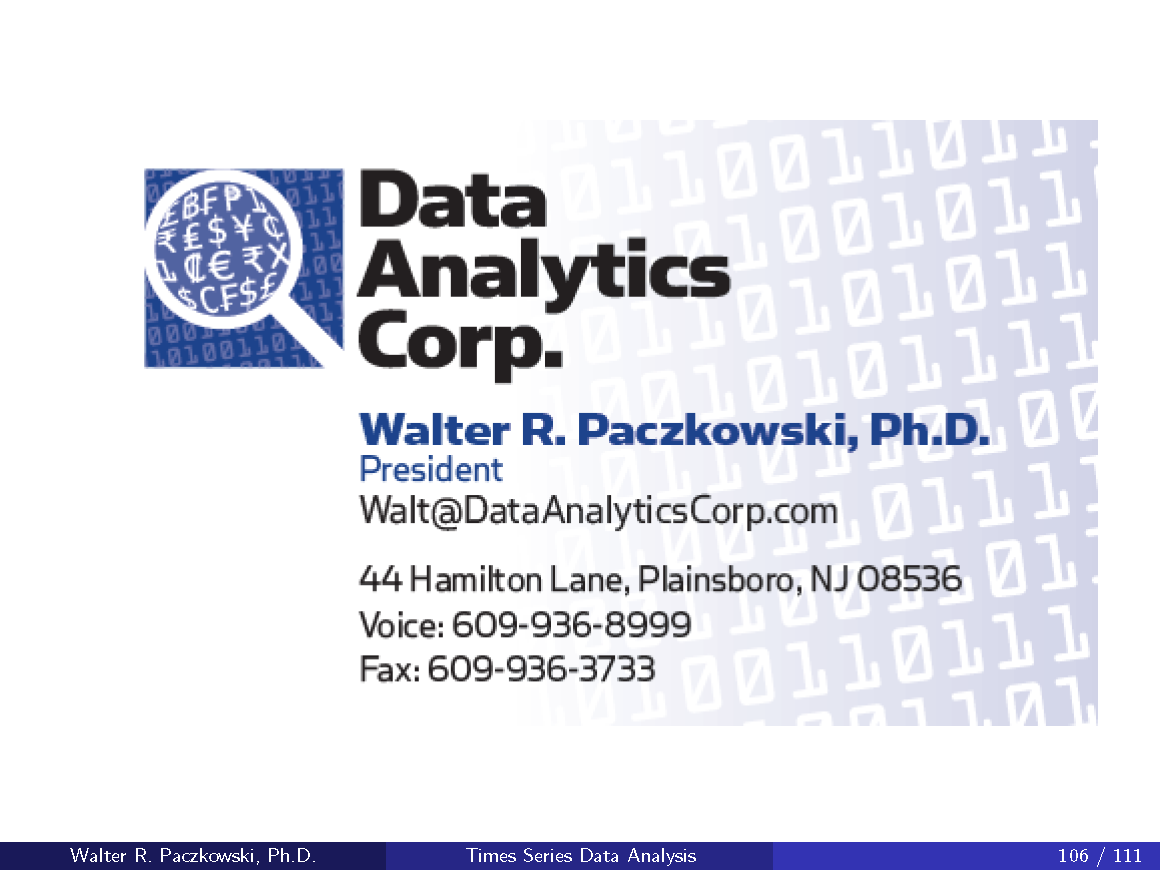 Data
Analytics
Corp.
Walter R. Paczkowski, Ph.D.
President
Walt@DataAnalyticsCorp.com
44 Hamilton Lane, Plainsboro, NJ 08536
Voice: 609-936-8999
Fax: 609-936-3733
Walter R. Paczkowski, Ph.D.
Times Series Data Analysis
106 / 111